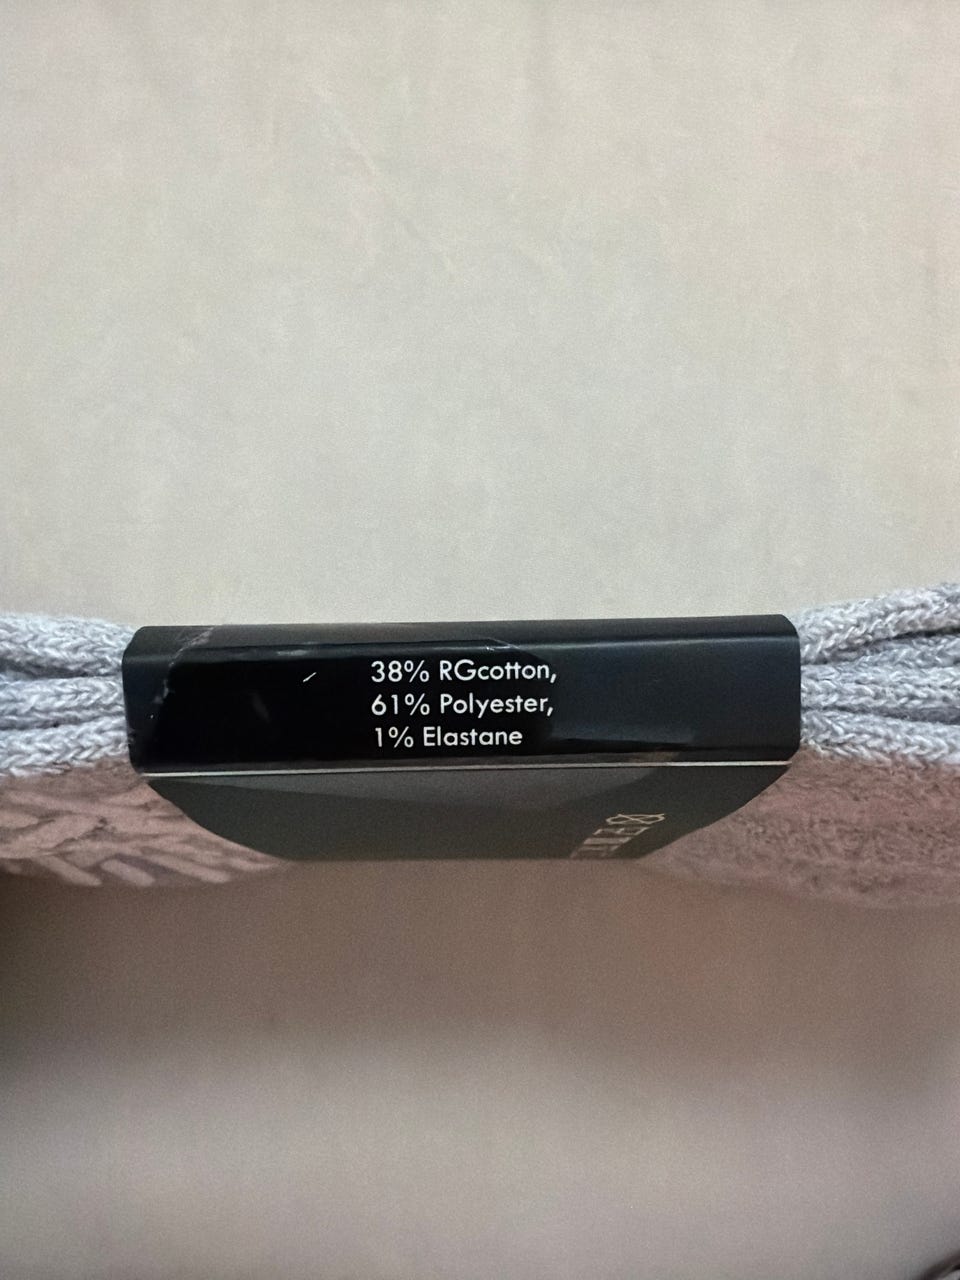 38% RGcotton,
61% Polyester,
1% Elastane